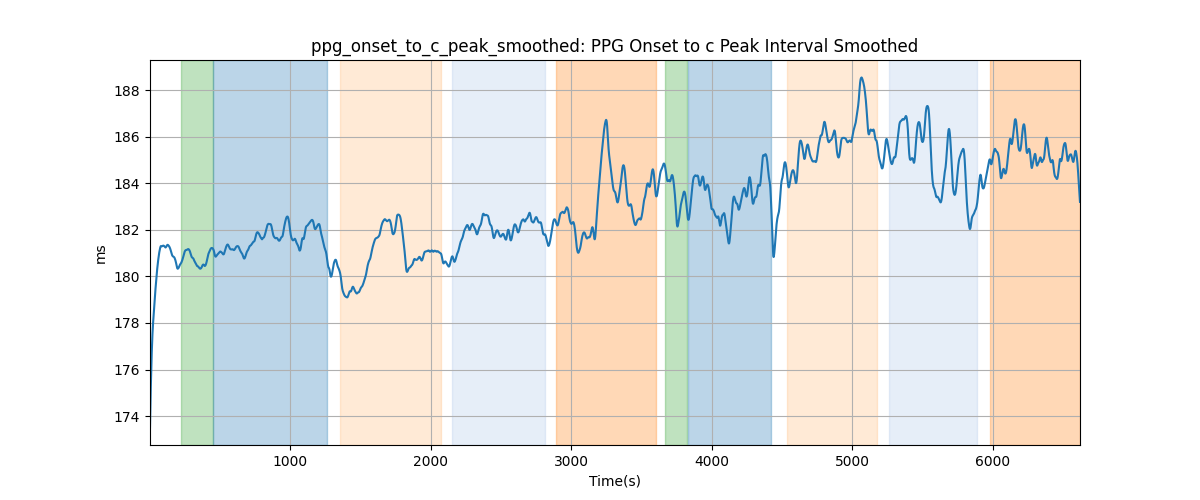 ppg_onset_to_c_peak_smoothed: PPG Onset to c Peak Interval Smoothed
188
186
184
182
180
178
176
174
ms
1000 2000 3000 4000 5000 6000
Time(s)